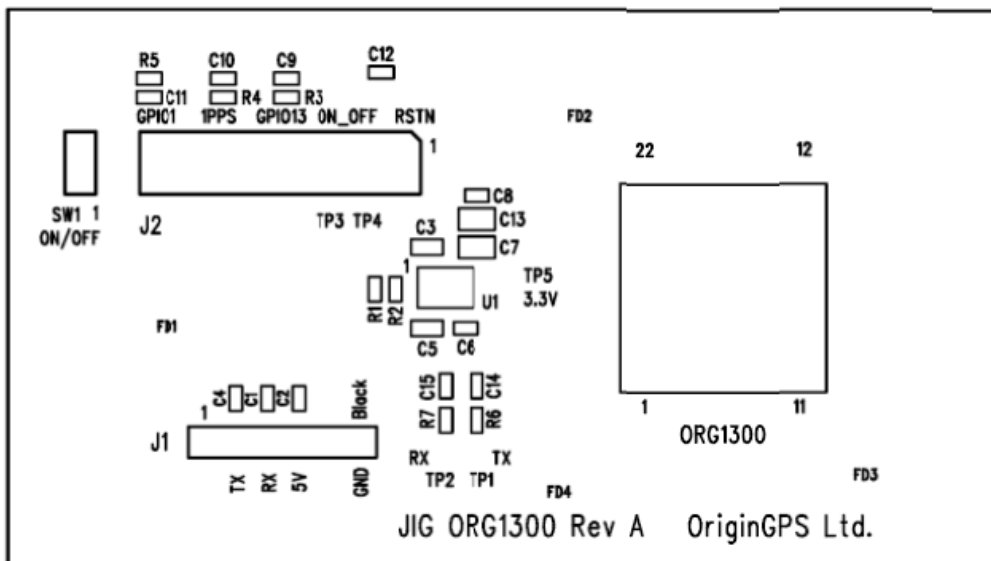 R5 C10 C9 C12
C11 R4 R3
GPIO1 1PPS GPIO13 ON_OFF RSTN
FD2
1
22 12
SW1 1
ON/OFF
J2
TP3 TP4
C8
C13
C3
C7
1
TP5
3.3V
U1
R1 R2
FD1
C5 C6
C4 C1 C2 Black
C15 C14
R7 R6
1
J1
1 11
ORG1300
RX TX
TP2 TP1
TX RX 5V GND
FD4
FD3
JIG ORG1300 Rev A OriginGPS Ltd.